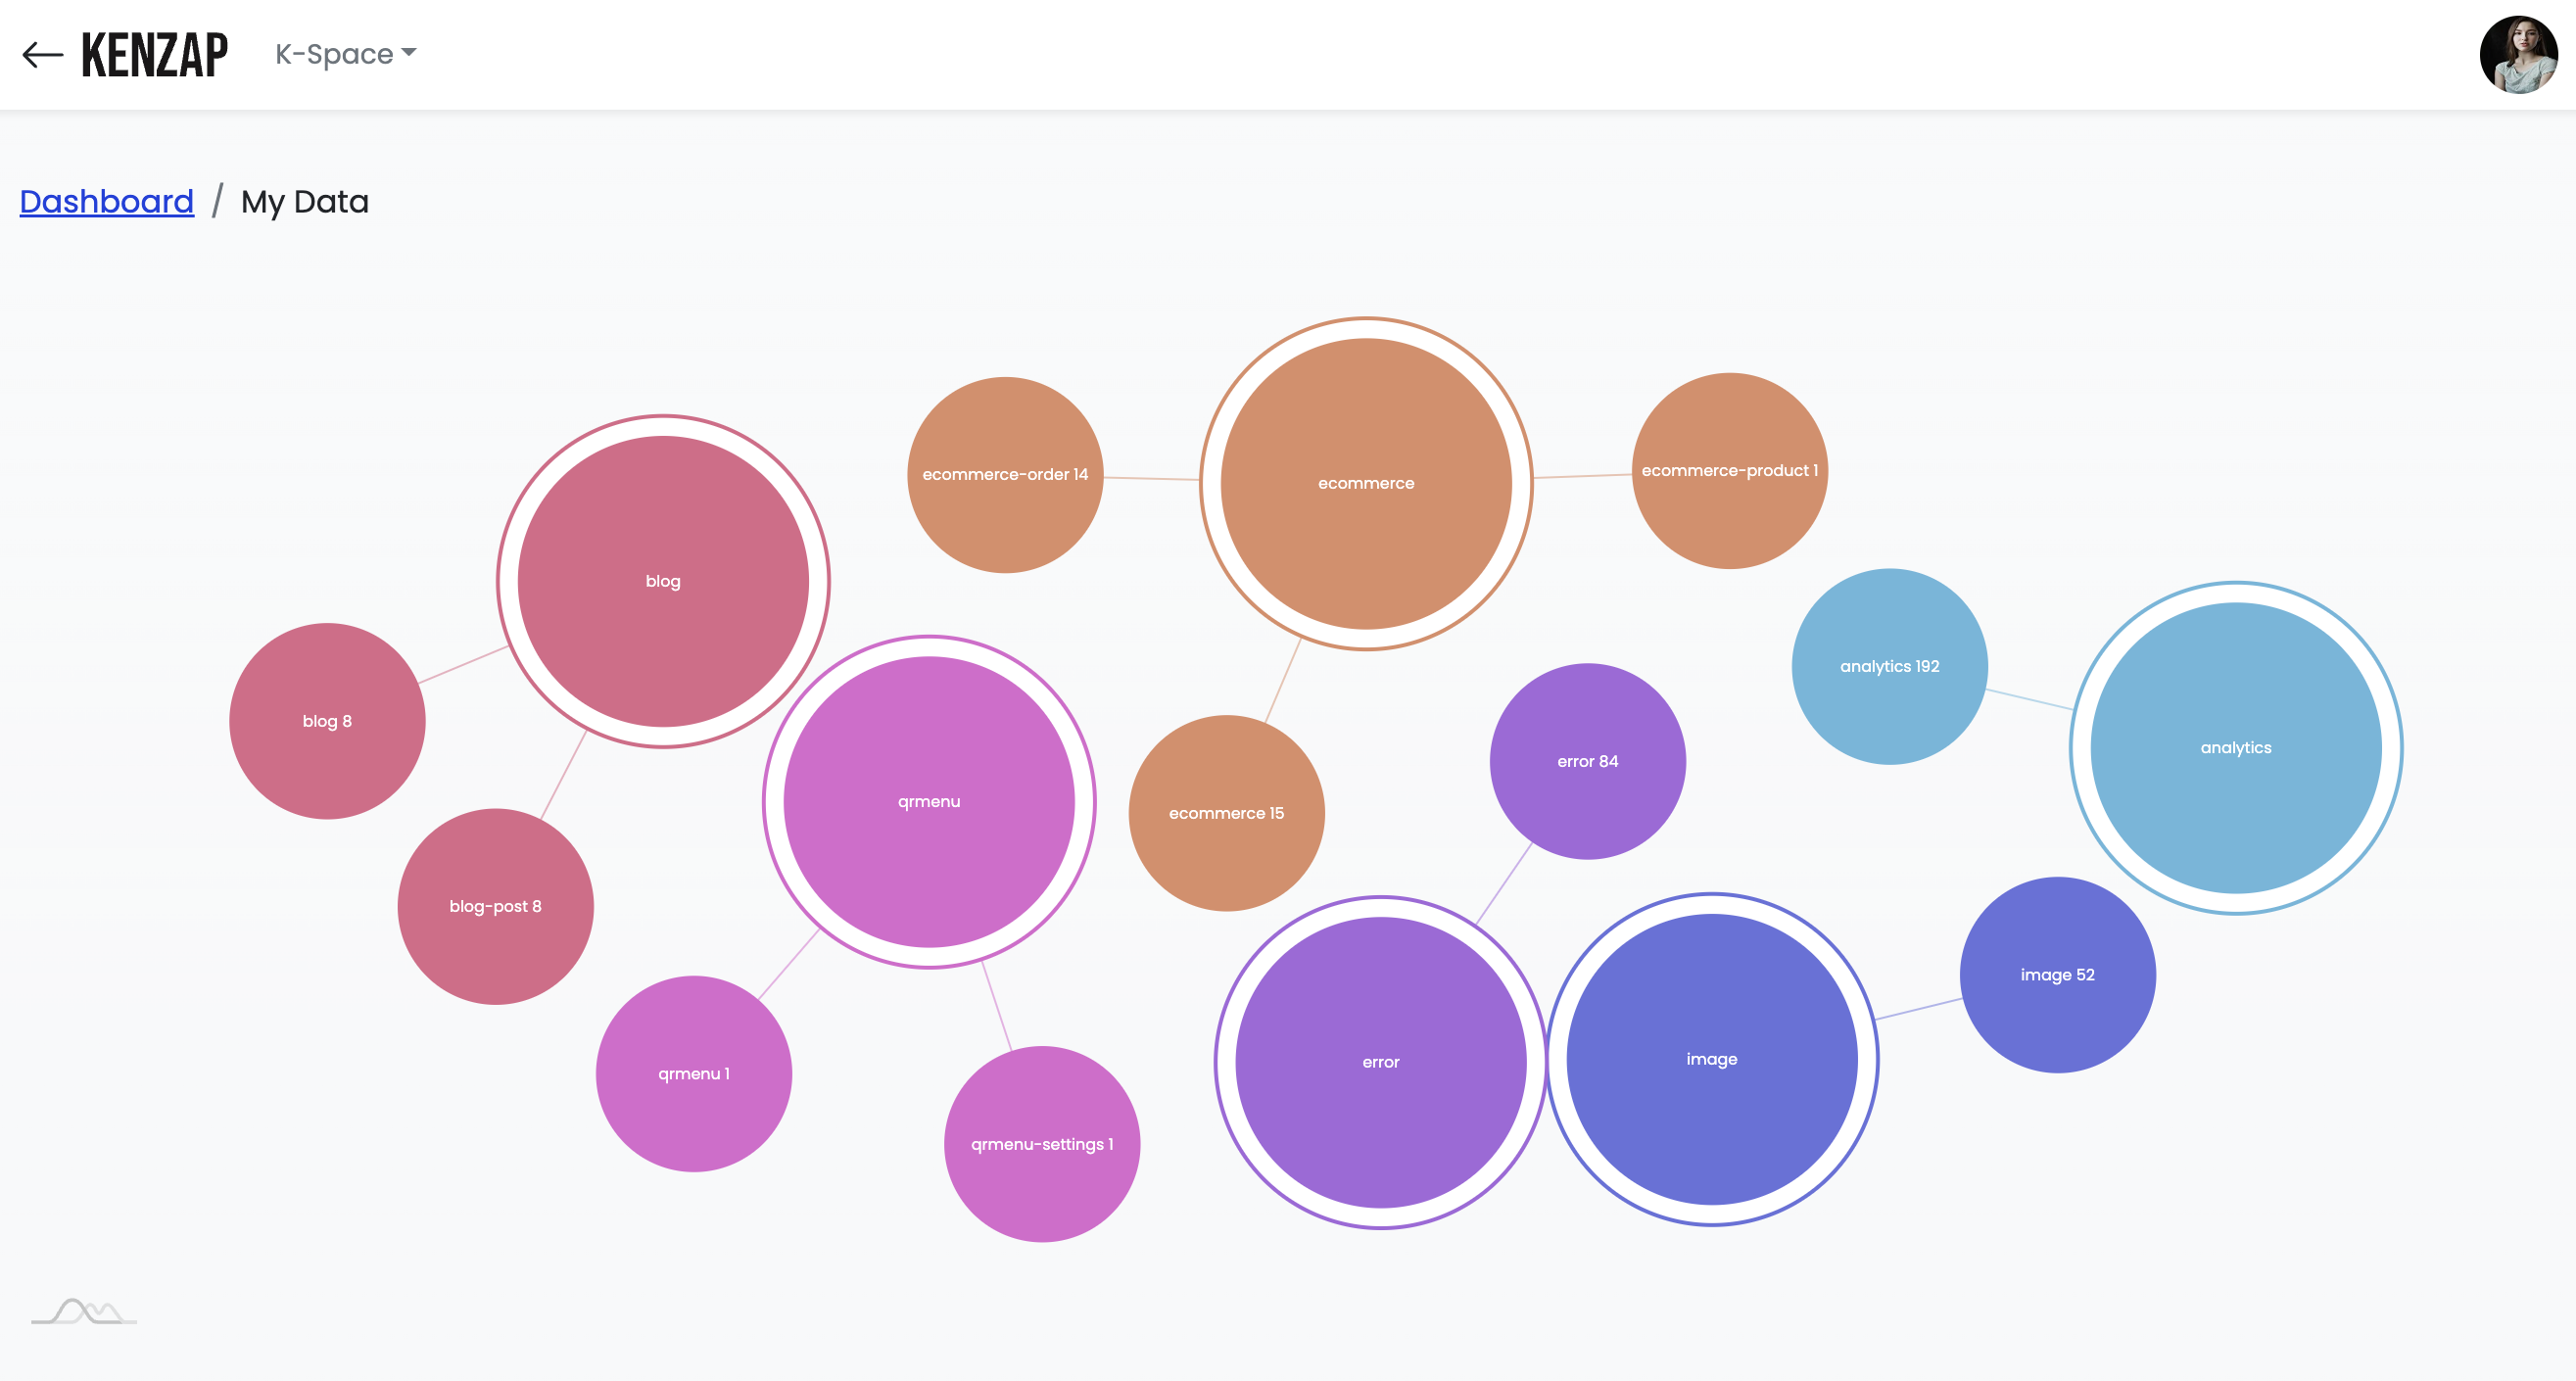 KENZAP K-Space
Dashboard / My Data
ecommerce-order 14
ecommerce
ecommerce-product 1
blog
analytics 192
analytics
blog 8
qrmenu
ecommerce 15
error 84
blog-post 8
image 52
qrmenu 1
qrmenu-settings 1
error
image